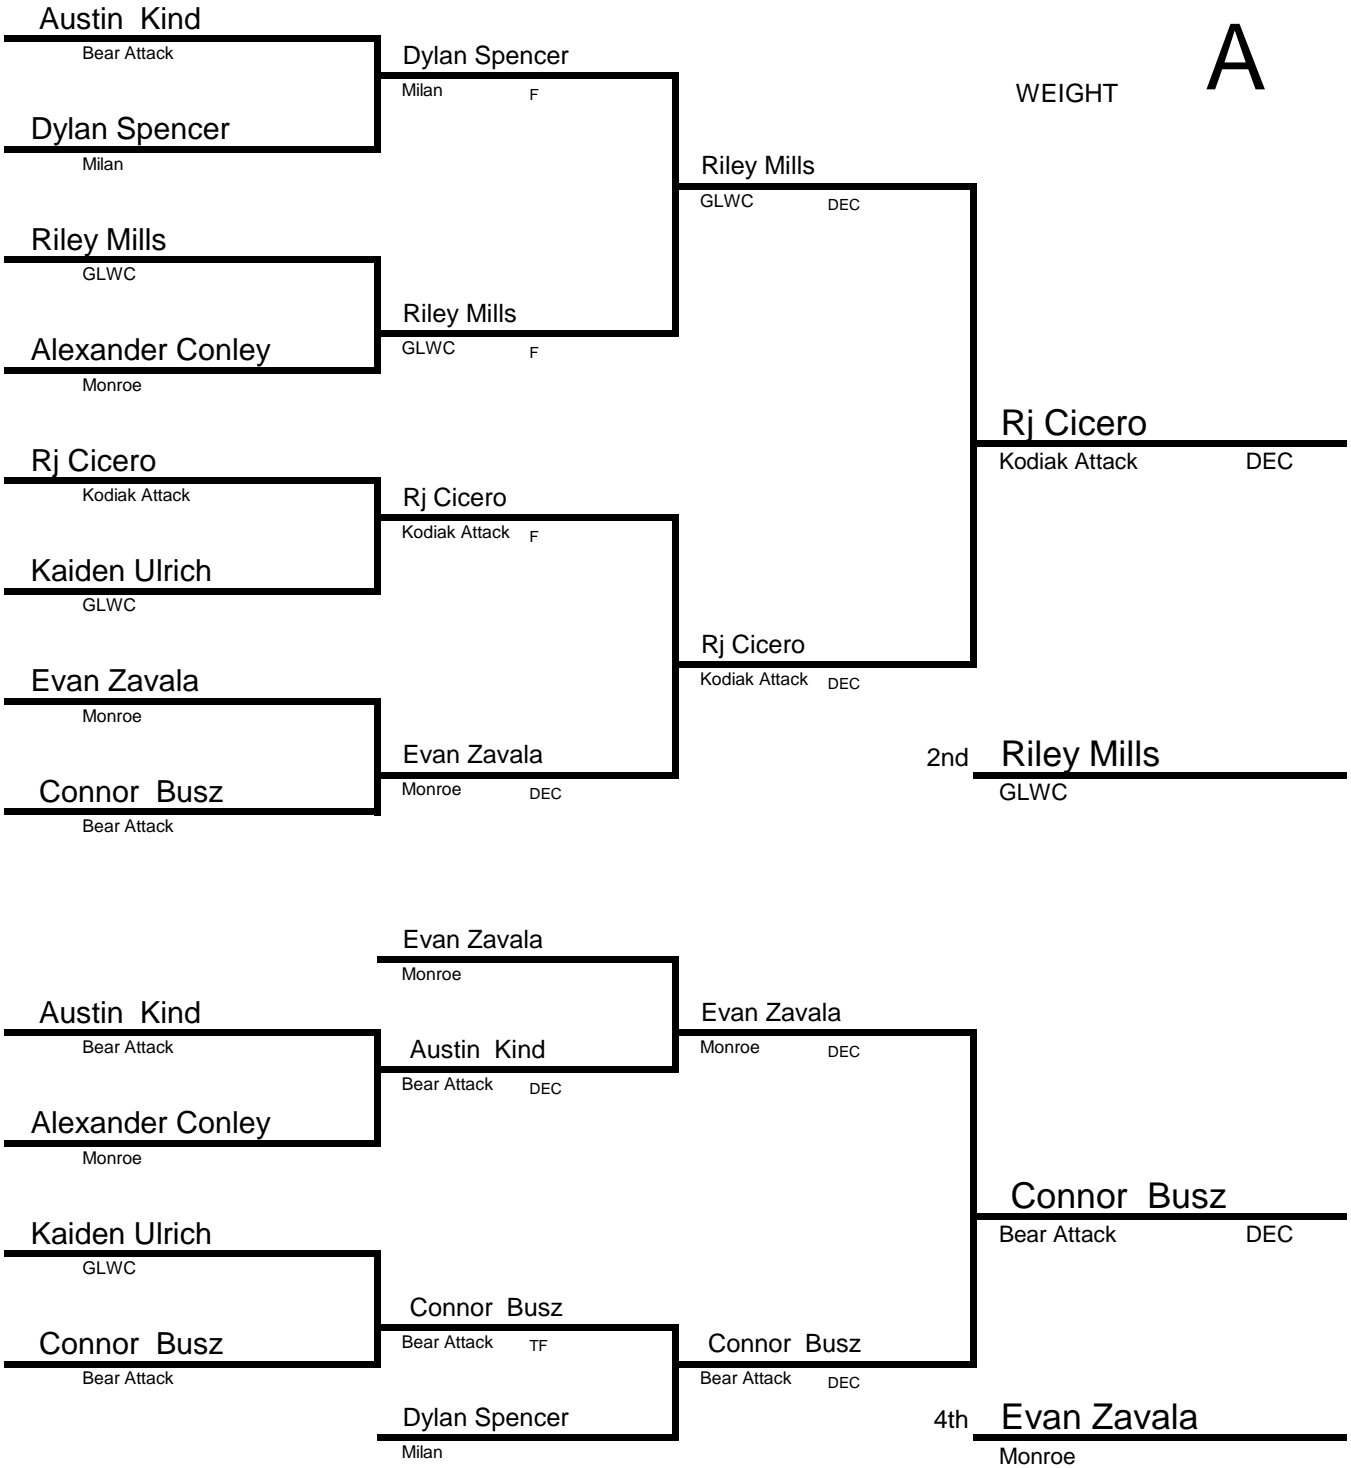 Austin  Kind
Bear Attack
Dylan Spencer
Milan
F
WEIGHT
A
Dylan Spencer
Milan
Riley Mills
GLWC
DEC
Riley Mills
GLWC
Riley Mills
GLWC
F
Alexander Conley
Monroe
Rj Cicero
Kodiak Attack
DEC
Rj Cicero
Kodiak Attack
Rj Cicero
Kodiak Attack
F
Kaiden Ulrich
GLWC
Rj Cicero
Kodiak Attack
DEC
Evan Zavala
Monroe
Evan Zavala
Monroe
DEC
2nd
Riley Mills
GLWC
Connor  Busz
Bear Attack
Evan Zavala
Monroe
Austin  Kind
Bear Attack
Evan Zavala
Monroe
DEC
Austin  Kind
Bear Attack
DEC
Alexander Conley
Monroe
Connor  Busz
Bear Attack
DEC
Kaiden Ulrich
GLWC
Connor  Busz
Bear Attack
TF
Connor  Busz
Bear Attack
Connor  Busz
Bear Attack
DEC
Dylan Spencer
Milan
4th
Evan Zavala
Monroe